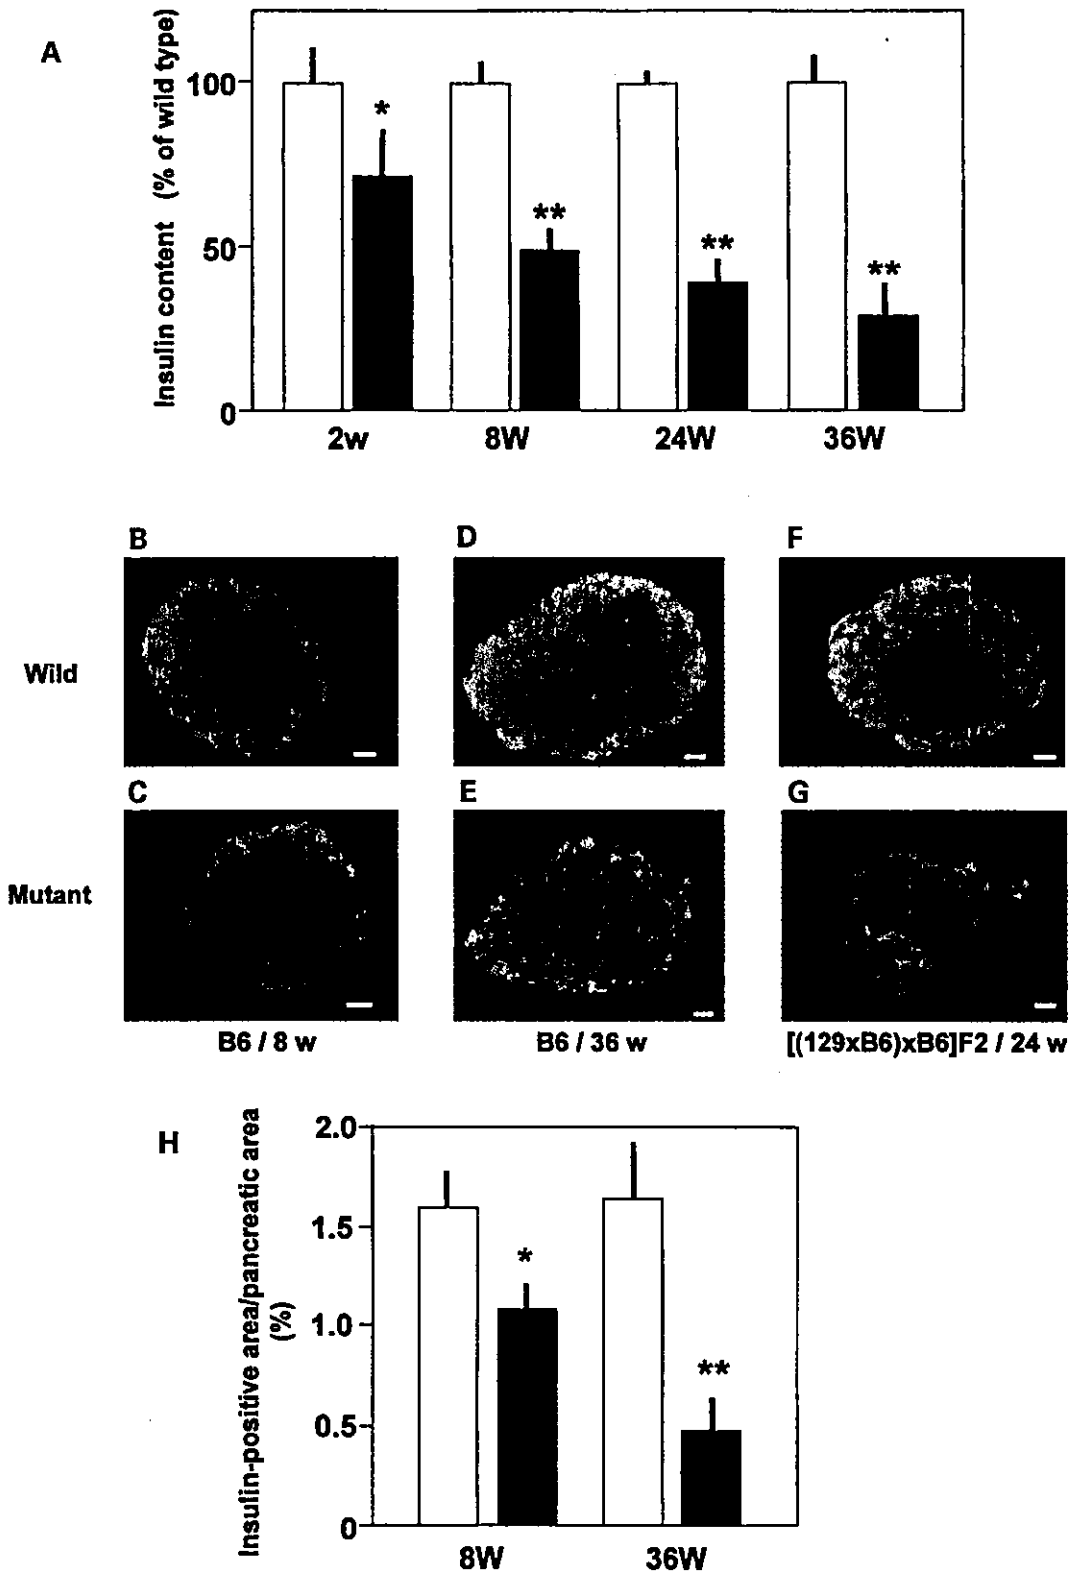 A
Insulin content (% of wild type)
100
50
0
*
**
**
**
2w
8W
24W
36W
B
D
F
Wild
C
E
G
Mutant
B6 / 8 w
B6 / 36 w
[(129xB6)xB6]F2 / 24 w
H
Insulin-positive area/pancreatic area
(%)
2.0
1.5
1.0
0.5
0
*
**
8W
36W